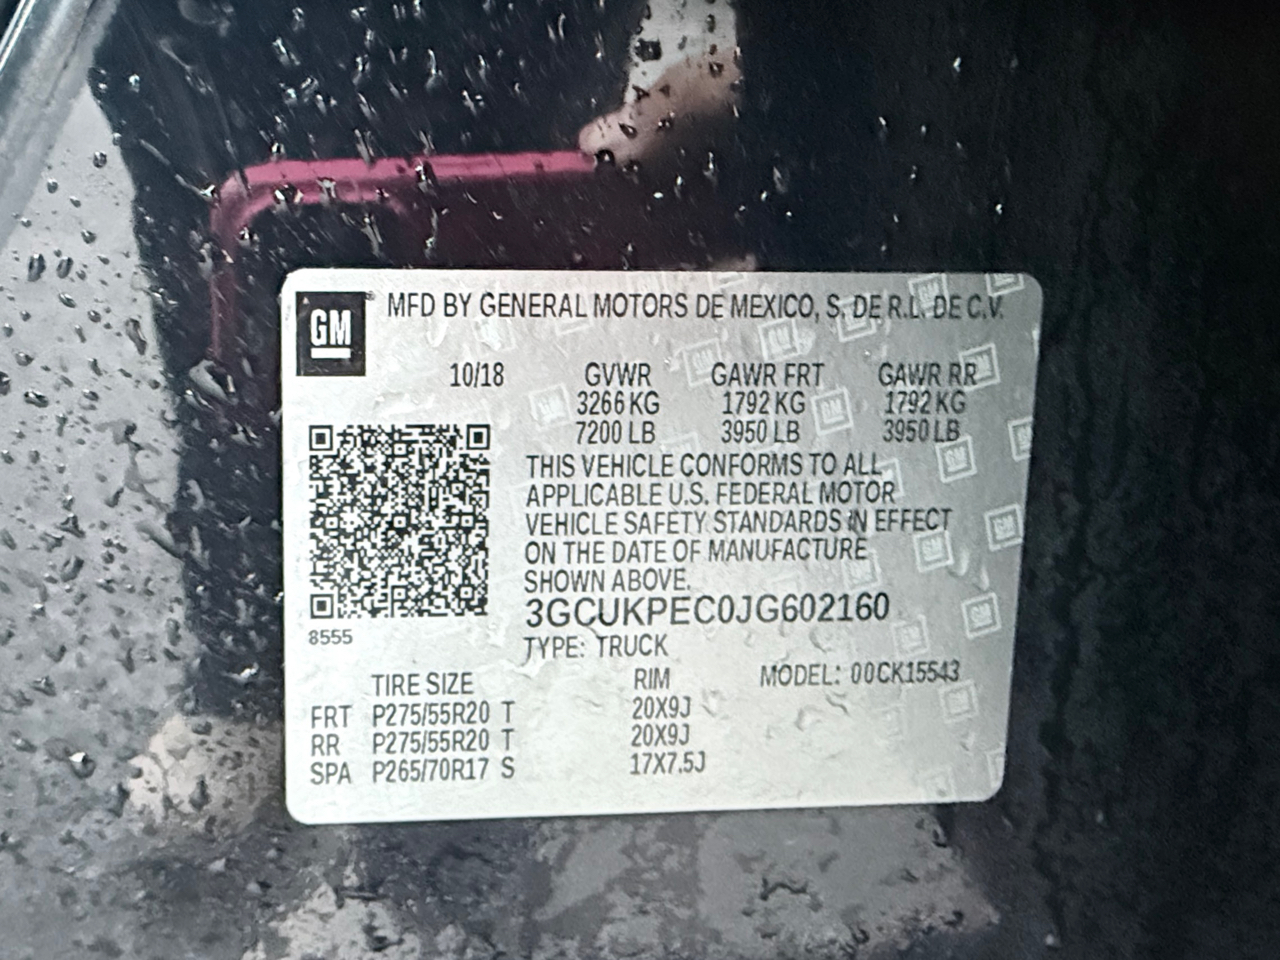 GM
MFD BY GENERAL MOTORS DE MEXICO, S. DE R.L. DE C.V.
10/18 GVWR GAWR FRT GAWR RR
3266 KG 1792 KG 1792 KG
7200 LB 3950 LB 3950 LB
THIS VEHICLE CONFORMS TO ALL
APPLICABLE U.S. FEDERAL MOTOR
VEHICLE SAFETY STANDARDS IN EFFECT
ON THE DATE OF MANUFACTURE
SHOWN ABOVE.
3GCUKPEC0JG602160
8555
TYPE: TRUCK
TIRE SIZE RIM MODEL: 00CK15543
FRT P275/55R20 T 20X9J
RR P275/55R20 T 20X9J
SPA P265/70R17 S 17X7.5J